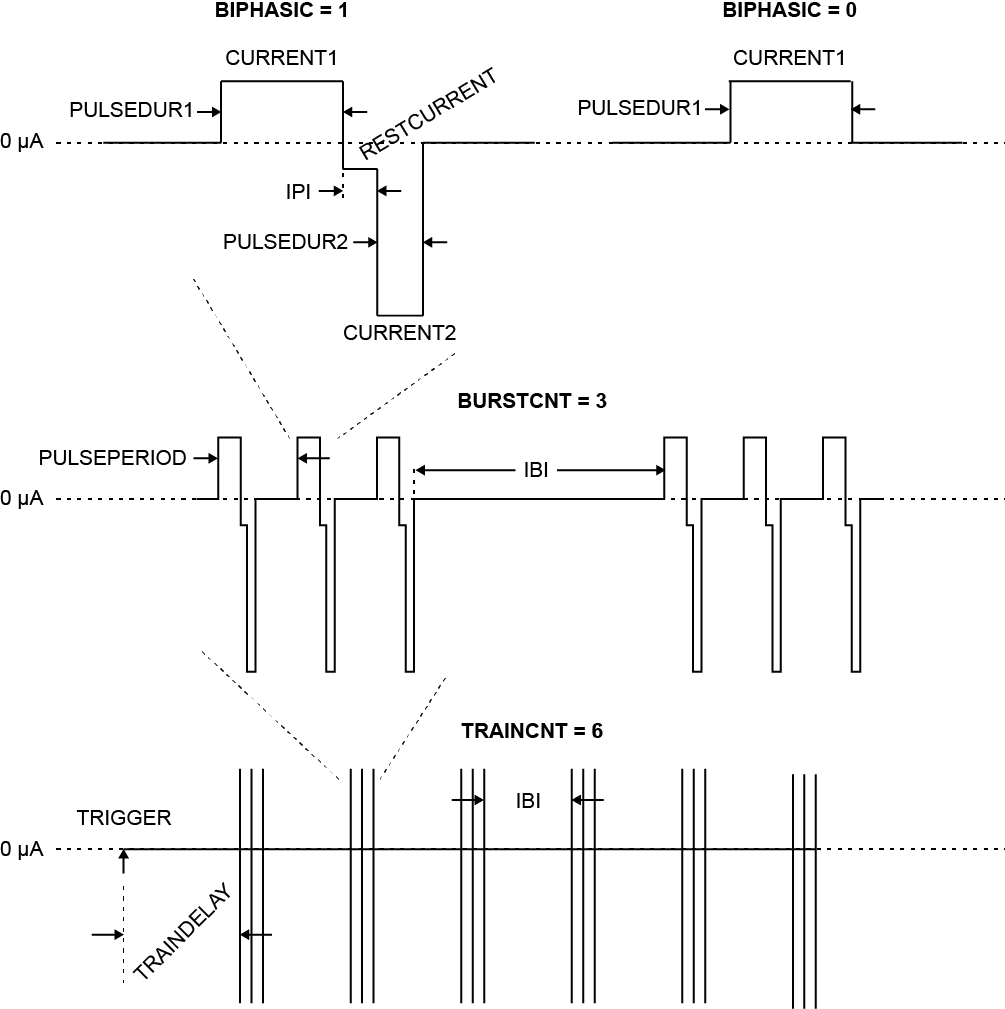 BIPHASIC = 1
BIPHASIC = 0
CURRENT1
CURRENT1
PULSEDUR1
RESTCURRENT
PULSEDUR1
0 µA
IPI
PULSEDUR2
CURRENT2
BURSTCNT = 3
PULSEPERIOD
IBI
0 µA
TRAINCNT = 6
IBI
TRIGGER
0 µA
TRAINDELAY